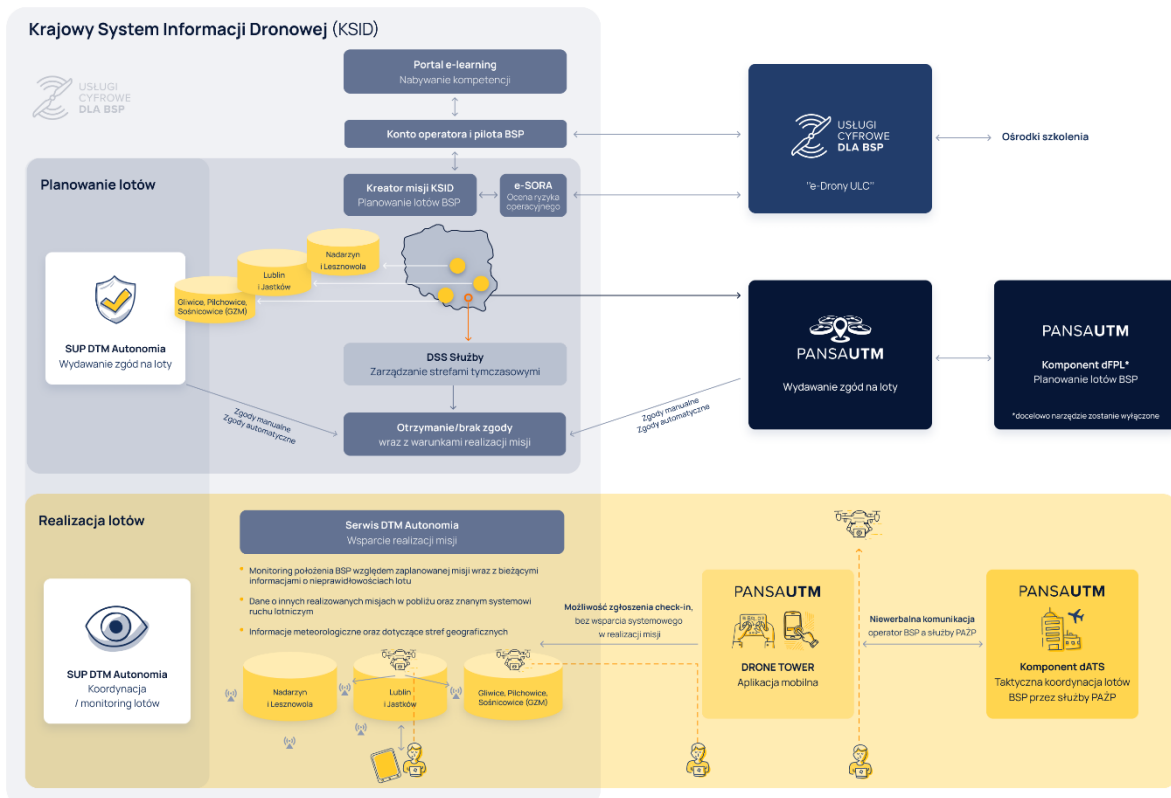 Krajowy System Informacji Dronowej (KSID)
USŁUGI
CYFROWE
DLA BSP
Portal e-learning
Nabywanie kompetencji
Konto operatora i pilota BSP
USŁUGI
CYFROWE
DLA BSP
"e-Drony ULC"
Ośrodki szkolenia
Planowanie lotów
Kreator misji KSID
Planowanie lotów BSP
e-SORA
Ocena ryzyka
operacyjnego
Nadarzyn
i Lesznowola
Lublin
i Jastków
Gliwice, Pilchowice,
Sośnicowice (GZM)
SUP DTM Autonomia
Wydawanie zgód na loty
DSS Służby
Zarządzanie strefami tymczasowymi
Zgody manualne
Zgody automatyczne
Otrzymanie/brak zgody
wraz z warunkami realizacji misji
Zgody manualne
Zgody automatyczne
PANSAUTM
Wydawanie zgód na loty
PANSAUTM
Komponent dFPL*
Planowanie lotów BSP
*docelowo narzędzie zostanie wyłączone
Realizacja lotów
Serwis DTM Autonomia
Wsparcie realizacji misji
* Monitoring położenia BSP względem zaplanowanej misji wraz z bieżącymi
informacjami o nieprawidłowościach lotu
* Dane o innych realizowanych misjach w pobliżu oraz znanym systemowi
ruchu lotniczym
* Informacje meteorologiczne oraz dotyczące stref geograficznych
SUP DTM Autonomia
Koordynacja
/ monitoring lotów
Nadarzyn
i Lesznowola
Lublin
i Jastków
Gliwice, Pilchowice,
Sośnicowice (GZM)
Możliwość zgłoszenia check-in,
bez wsparcia systemowego
w realizacji misji
PANSAUTM
DRONE TOWER
Aplikacja mobilna
Niewerbalna komunikacja
operator BSP a służby PAŻP
PANSAUTM
Komponent dATS
Taktyczna koordynacja lotów
BSP przez służby PAŻP